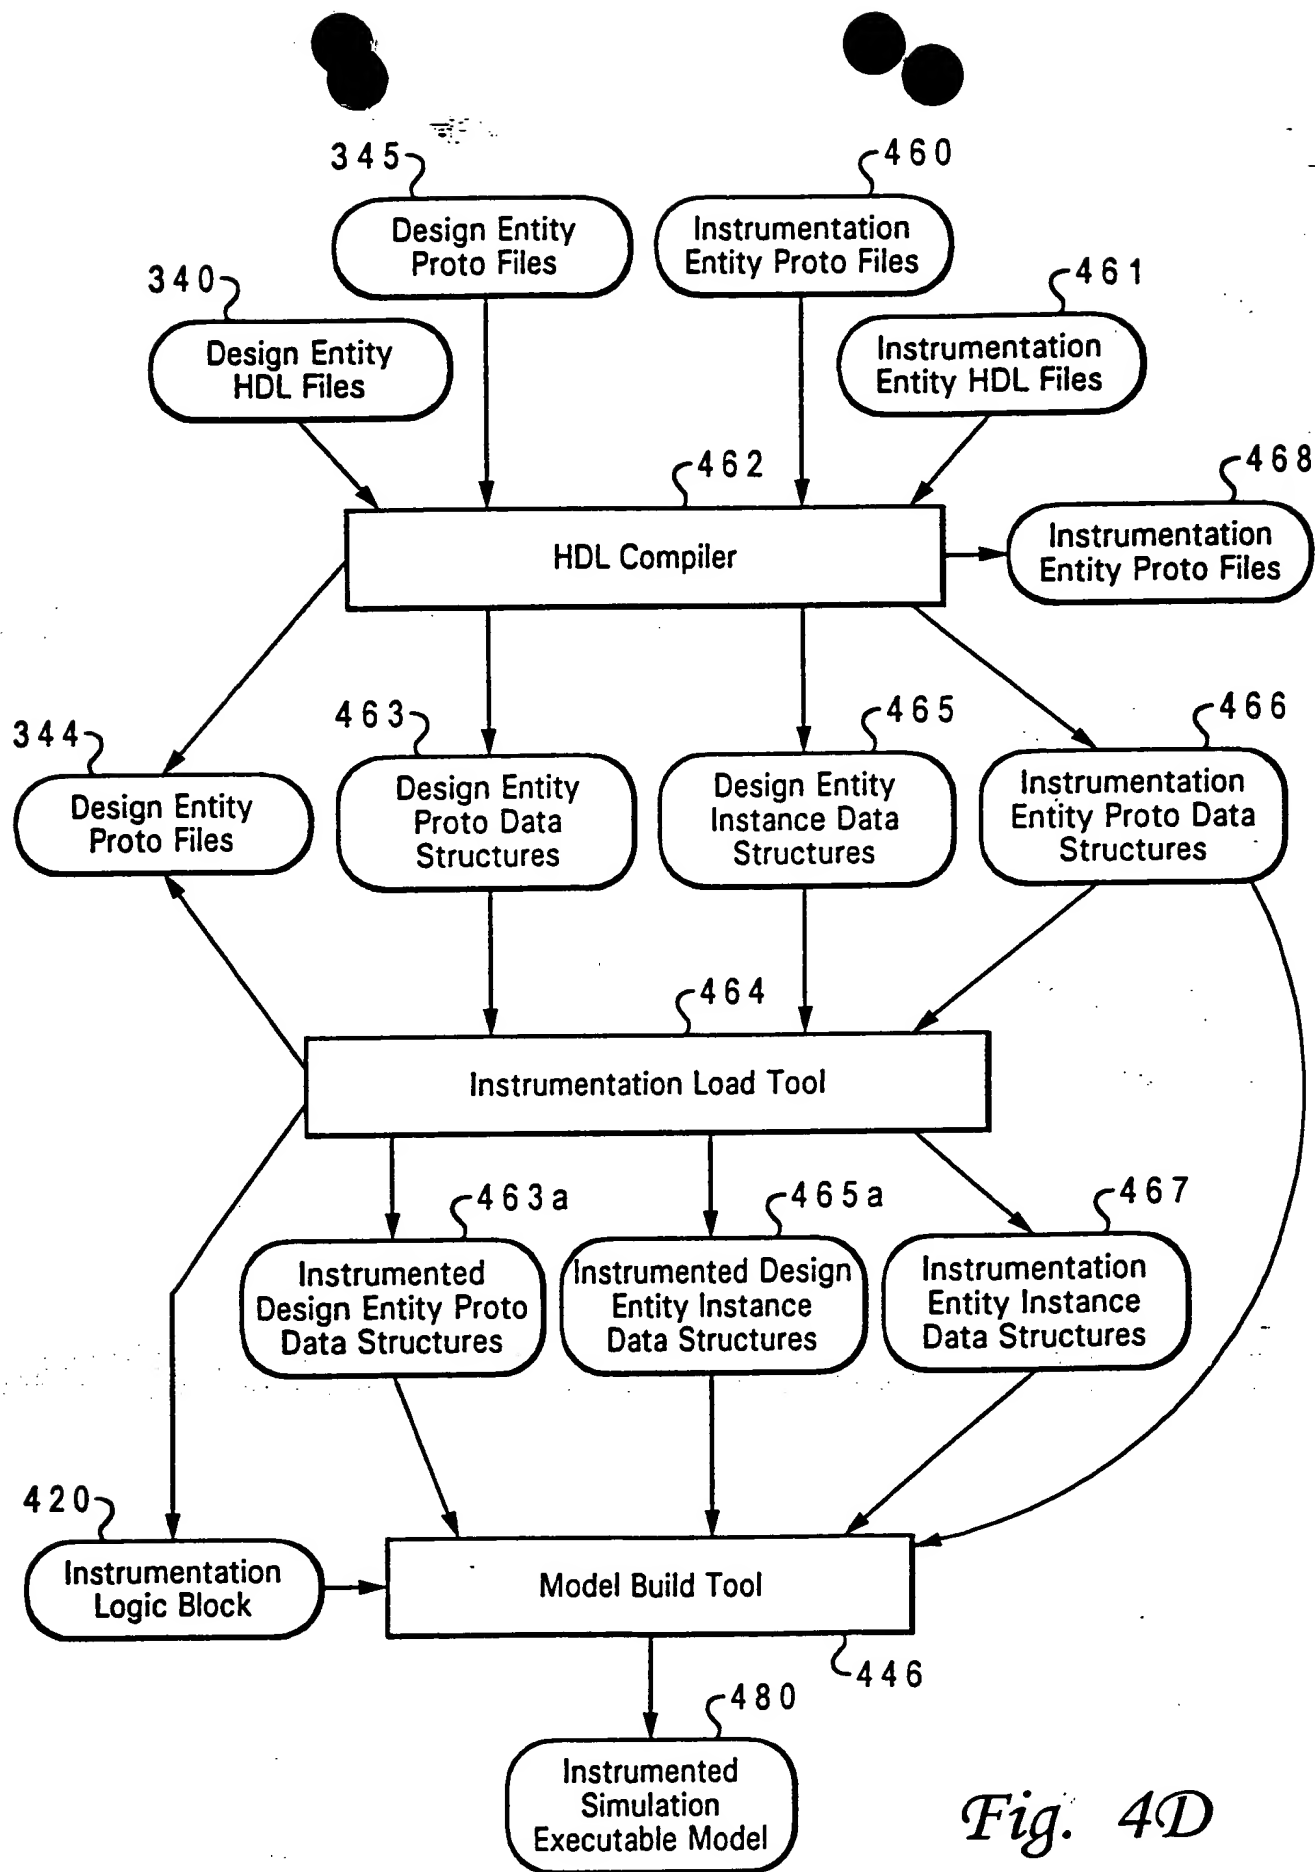 345
460
Design Entity
Proto Files
Instrumentation
Entity Proto Files
340
461
Design Entity
HDL Files
Instrumentation
Entity HDL Files
462
468
HDL Compiler
Instrumentation
Entity Proto Files
344
463
465
466
Design Entity
Proto Files
Design Entity
Proto Data
Structures
Design Entity
Instance Data
Structures
Instrumentation
Entity Proto Data
Structures
464
Instrumentation Load Tool
463a
465a
467
Instrumented
Design Entity Proto
Data Structures
Instrumented Design
Entity Instance
Data Structures
Instrumentation
Entity Instance
Data Structures
420
Instrumentation
Logic Block
Model Build Tool
446
480
Instrumented
Simulation
Executable Model
Fig. 4D